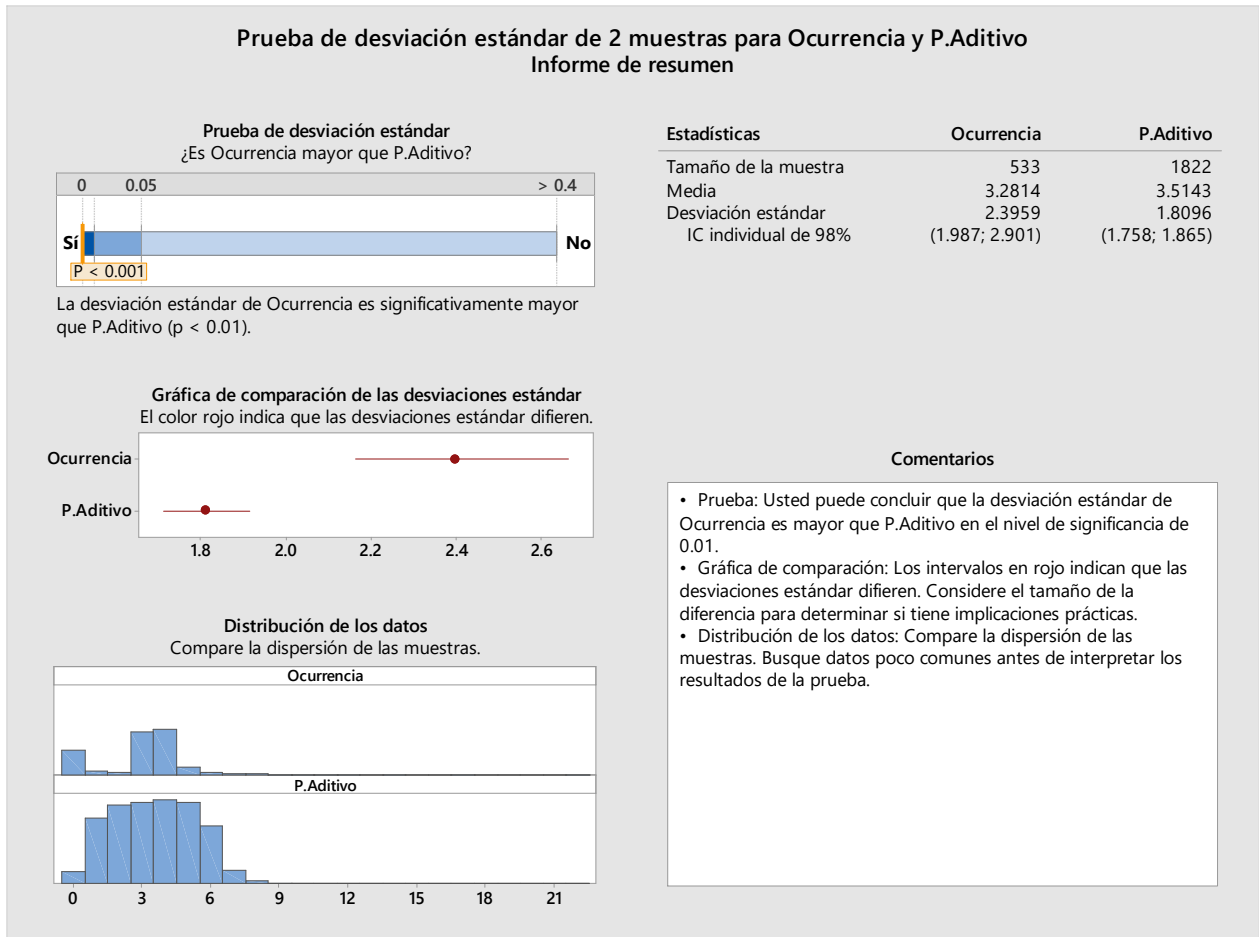 Prueba de desviación estándar de 2 muestras para Ocurrencia y P.Aditivo
Informe de resumen
Prueba de desviación estándar
¿Es Ocurrencia mayor que P.Aditivo?
0 0.05 > 0.4
Sí No
P < 0.001
La desviación estándar de Ocurrencia es significativamente mayor
que P.Aditivo (p < 0.01).
Estadísticas Ocurrencia P.Aditivo
Tamaño de la muestra 533 1822
Media 3.2814 3.5143
Desviación estándar 2.3959 1.8096
IC individual de 98% (1.987; 2.901) (1.758; 1.865)
Gráfica de comparación de las desviaciones estándar
El color rojo indica que las desviaciones estándar difieren.
Ocurrencia
P.Aditivo
1.8 2.0 2.2 2.4 2.6
Distribución de los datos
Compare la dispersión de las muestras.
Ocurrencia
P.Aditivo
0 3 6 9 12 15 18 21
Comentarios
• Prueba: Usted puede concluir que la desviación estándar de
Ocurrencia es mayor que P.Aditivo en el nivel de significancia de
0.01.
• Gráfica de comparación: Los intervalos en rojo indican que las
desviaciones estándar difieren. Considere el tamaño de la
diferencia para determinar si tiene implicaciones prácticas.
• Distribución de los datos: Compare la dispersión de las
muestras. Busque datos poco comunes antes de interpretar los
resultados de la prueba.